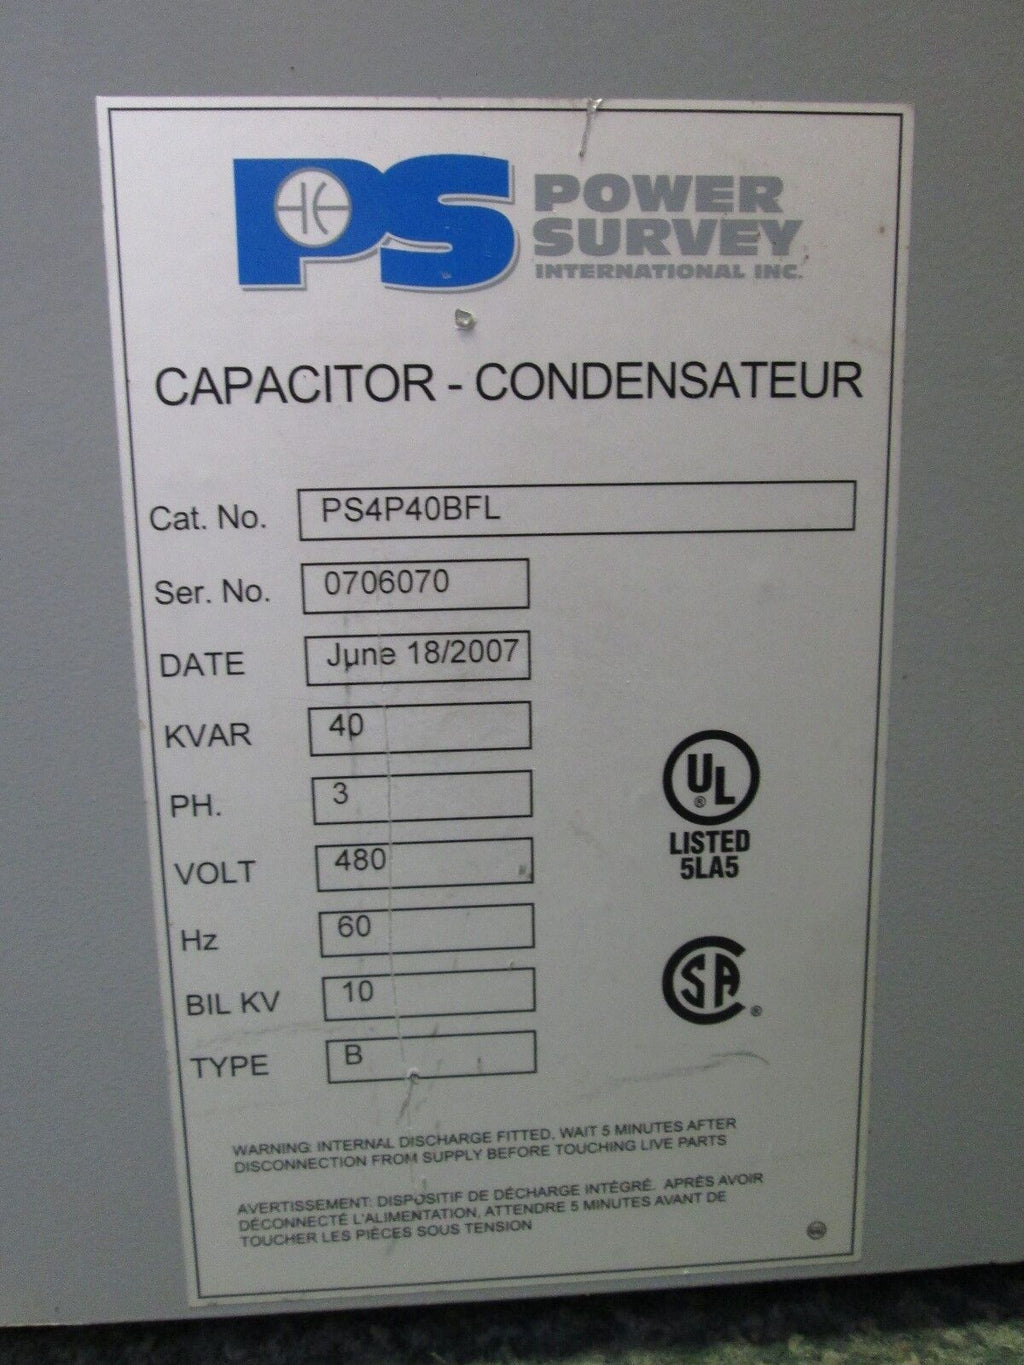 PS POWER
SURVEY
INTERNATIONAL INC.
CAPACITOR - CONDENSATEUR
Cat. No. PS4P40BFL
Ser. No. 0706070
DATE June 18/2007
KVAR 40
PH. 3
VOLT 480
Hz 60
BIL KV 10
TYPE B
UL ®
LISTED
5LA5
CSA ®
WARNING: INTERNAL DISCHARGE FITTED, WAIT 5 MINUTES AFTER
DISCONNECTION FROM SUPPLY BEFORE TOUCHING LIVE PARTS
AVERTISSEMENT: DISPOSITIF DE DÉCHARGE INTÉGRÉ. APRÈS AVOIR
DÉCONNECTÉ L'ALIMENTATION, ATTENDRE 5 MINUTES AVANT DE
TOUCHER LES PIÈCES SOUS TENSION